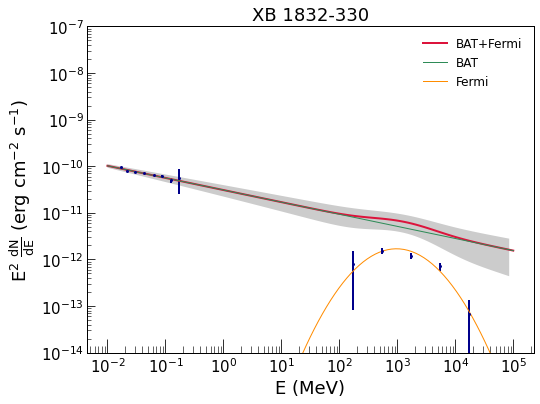 XB 1832-330
BAT+Fermi
BAT
Fermi
10⁻⁷
10⁻⁸
10⁻⁹
10⁻¹⁰
10⁻¹¹
10⁻¹²
10⁻¹³
10⁻¹⁴
E² dN/dE (erg cm⁻² s⁻¹)
10⁻² 10⁻¹ 10⁰ 10¹ 10² 10³ 10⁴ 10⁵
E (MeV)